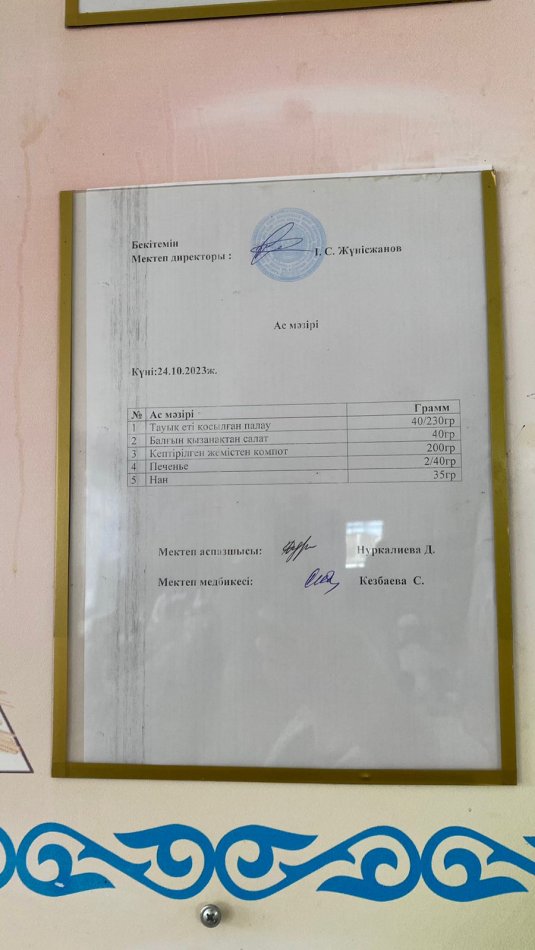 Бекітемін
Мектеп директоры : І. С. Жүнісжанов
Ас мәзірі
Күні:24.10.2023ж.
№ Ас мәзірі Грамм
1 Тауық еті қосылған палау 40/230гр
2 Балғын қызанақтан салат 40гр
3 Кептірілген жемістен компот 200гр
4 Печенье 2/40гр
5 Нан 35гр
Мектеп аспазшысы: Нуркалиева Д.
Мектеп медбикесі: Кезбаева С.